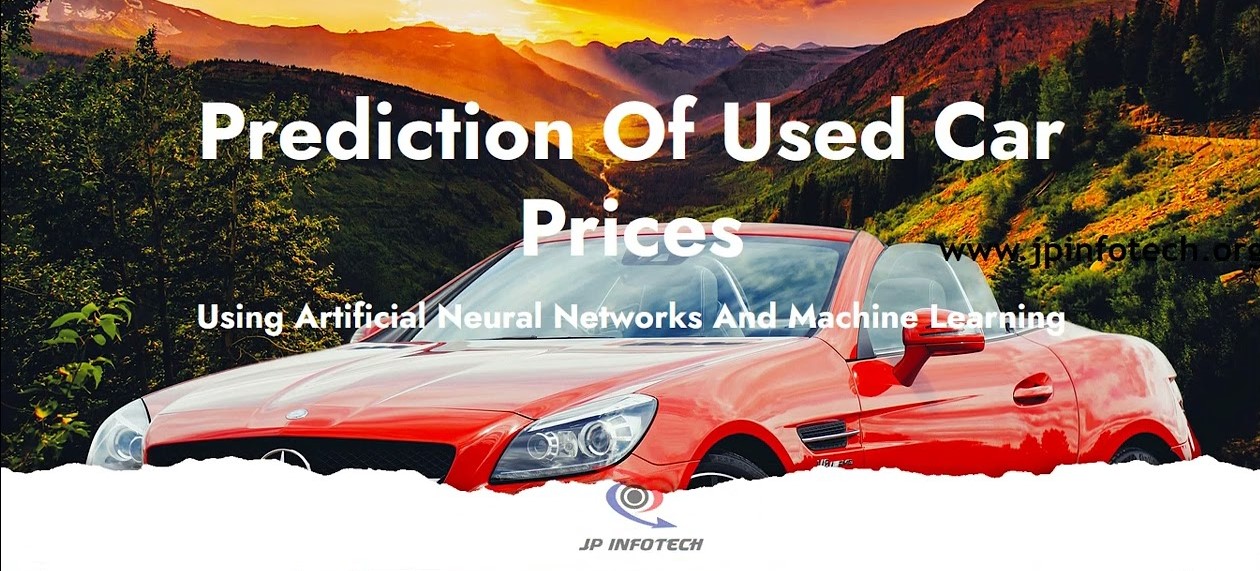 Prediction Of Used Car
Prices
www.jpinfotech.org
Using Artificial Neural Networks And Machine Learning
JP INFOTECH